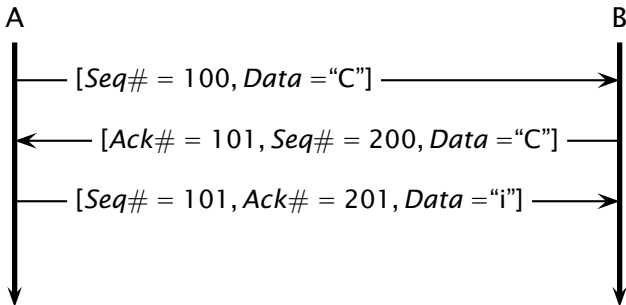 A B
[Seq# = 100, Data =“C”]
[Ack# = 101, Seq# = 200, Data =“C”]
[Seq# = 101, Ack# = 201, Data =“i”]